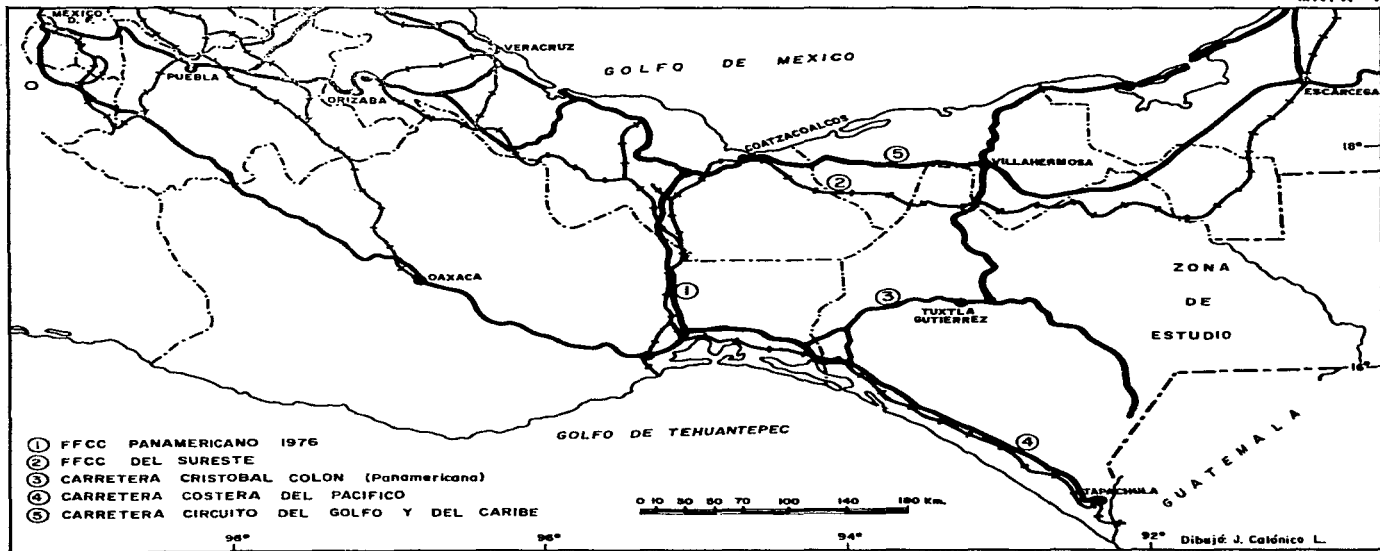 MEXICO
D. F.
PUEBLA
ORIZABA
VERACRUZ
GOLFO DE MEXICO
COATZACOALCOS
ESCARCEGA
18°
VILLAHERMOSA
5
2
OAXACA
1
3
TUXTLA
GUTIERREZ
ZONA
DE
ESTUDIO
16°
GOLFO DE TEHUANTEPEC
4
TAPACHULA
GUATEMALA
1 FFCC PANAMERICANO 1976
2 FFCC DEL SURESTE
3 CARRETERA CRISTOBAL COLON (Panamericana)
4 CARRETERA COSTERA DEL PACIFICO
5 CARRETERA CIRCUITO DEL GOLFO Y DEL CARIBE
0 10 30 50 70 100 140 180 Km.
98°
96°
94°
92°
Dibujó: J. Calónico L.